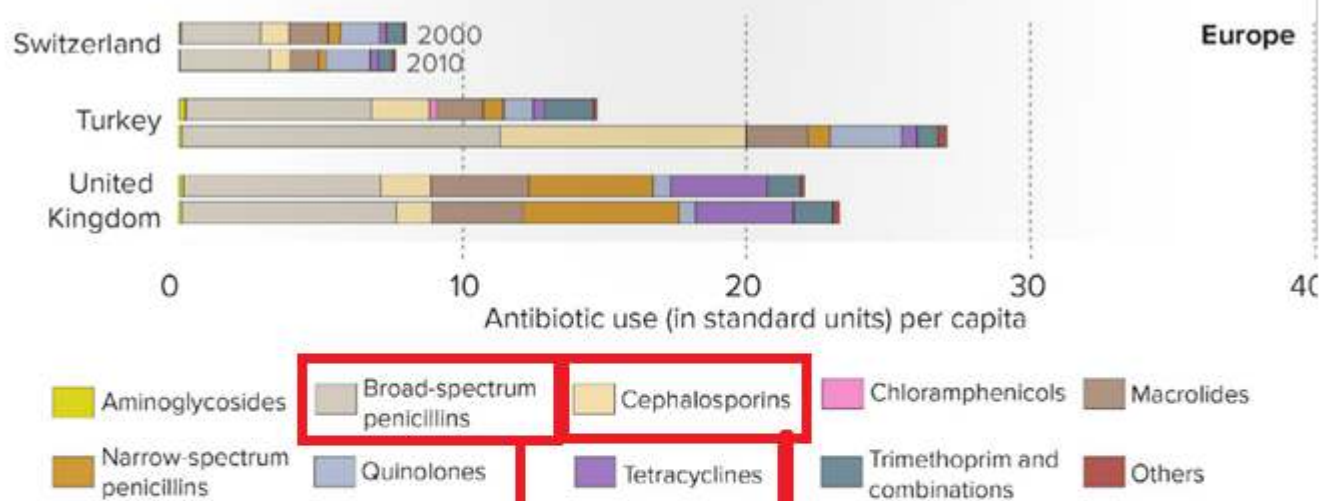 Switzerland
2000
2010
Europe
Turkey
United
Kingdom
0 10 20 30 40
Antibiotic use (in standard units) per capita
Aminoglycosides
Broad-spectrum
penicillins
Cephalosporins
Chloramphenicols
Macrolides
Narrow-spectrum
penicillins
Quinolones
Tetracyclines
Trimethoprim and
combinations
Others